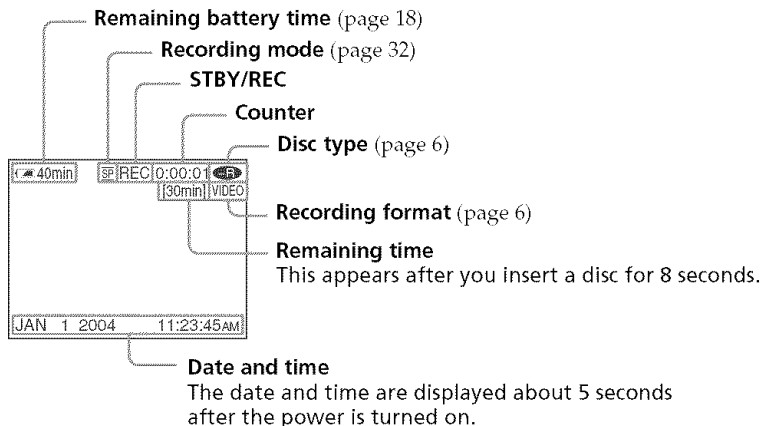 Remaining battery time (page 18)
Recording mode (page 32)
STBY/REC
Counter
Disc type (page 6)
40min SP REC 0:00:01 -R
[30min] VIDEO
Recording format (page 6)
Remaining time
This appears after you insert a disc for 8 seconds.
JAN 1 2004 11:23:45AM
Date and time
The date and time are displayed about 5 seconds
after the power is turned on.